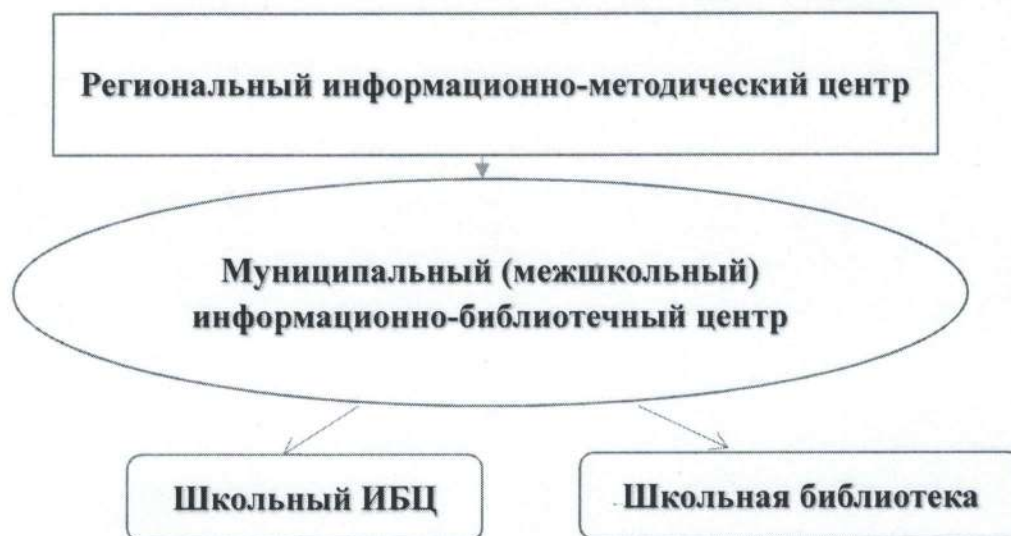 Региональный информационно-методический центр
Муниципальный (межшкольный)
информационно-библиотечный центр
Школьный ИБЦ
Школьная библиотека